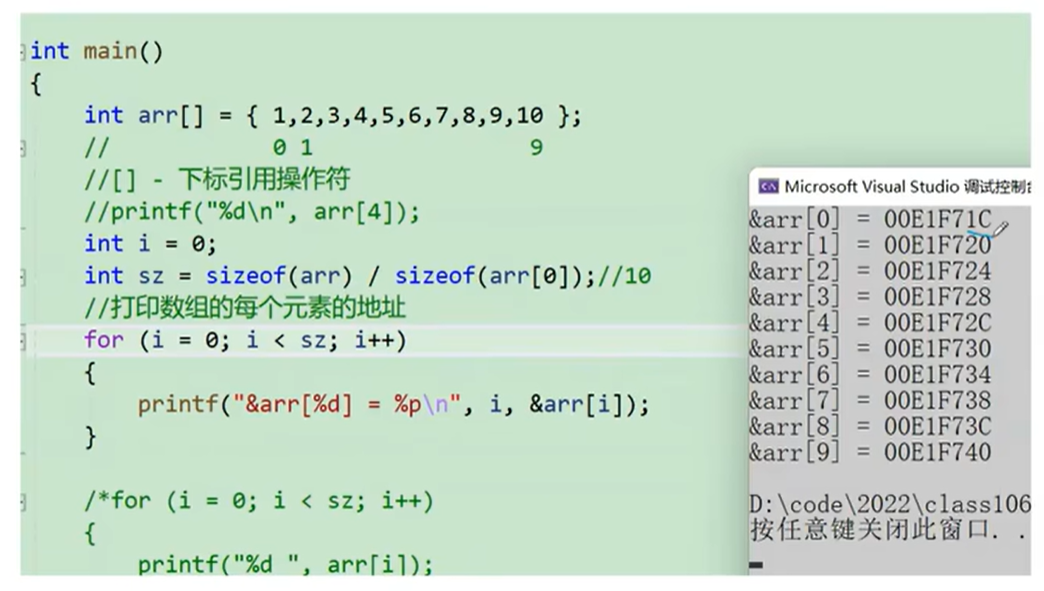 int main()
{
int arr[] = { 1,2,3,4,5,6,7,8,9,10 };
// 0 1 9
//[] - 下标引用操作符
//printf("%d\n", arr[4]);
int i = 0;
int sz = sizeof(arr) / sizeof(arr[0]);//10
//打印数组的每个元素的地址
for (i = 0; i < sz; i++)
{
printf("&arr[%d] = %p\n", i, &arr[i]);
}
/*for (i = 0; i < sz; i++)
{
printf("%d ", arr[i]);
Microsoft Visual Studio 调试控制台
&arr[0] = 00E1F71C
&arr[1] = 00E1F720
&arr[2] = 00E1F724
&arr[3] = 00E1F728
&arr[4] = 00E1F72C
&arr[5] = 00E1F730
&arr[6] = 00E1F734
&arr[7] = 00E1F738
&arr[8] = 00E1F73C
&arr[9] = 00E1F740
D:\code\2022\class106
按任意键关闭此窗口. .